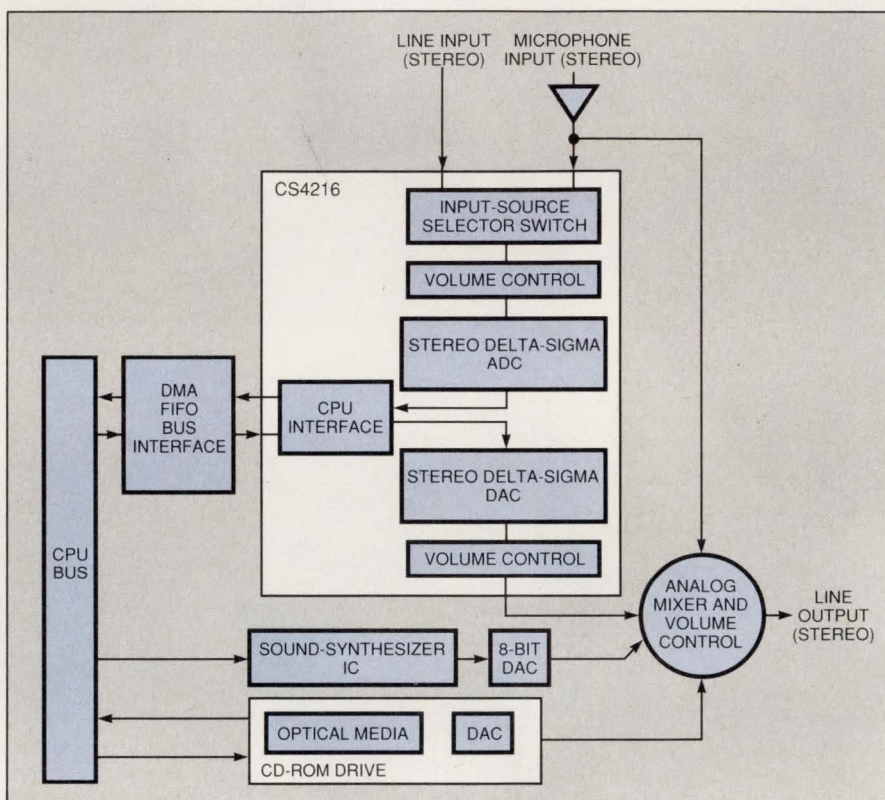 LINE INPUT
(STEREO)
MICROPHONE
INPUT (STEREO)
CS4216
INPUT-SOURCE
SELECTOR SWITCH
VOLUME CONTROL
STEREO DELTA-SIGMA
ADC
DMA
FIFO
BUS
INTERFACE
CPU
INTERFACE
STEREO DELTA-SIGMA
DAC
CPU
BUS
VOLUME CONTROL
ANALOG
MIXER AND
VOLUME
CONTROL
LINE
OUTPUT
(STEREO)
SOUND-SYNTHESIZER
IC
8-BIT
DAC
OPTICAL MEDIA
DAC
CD-ROM DRIVE